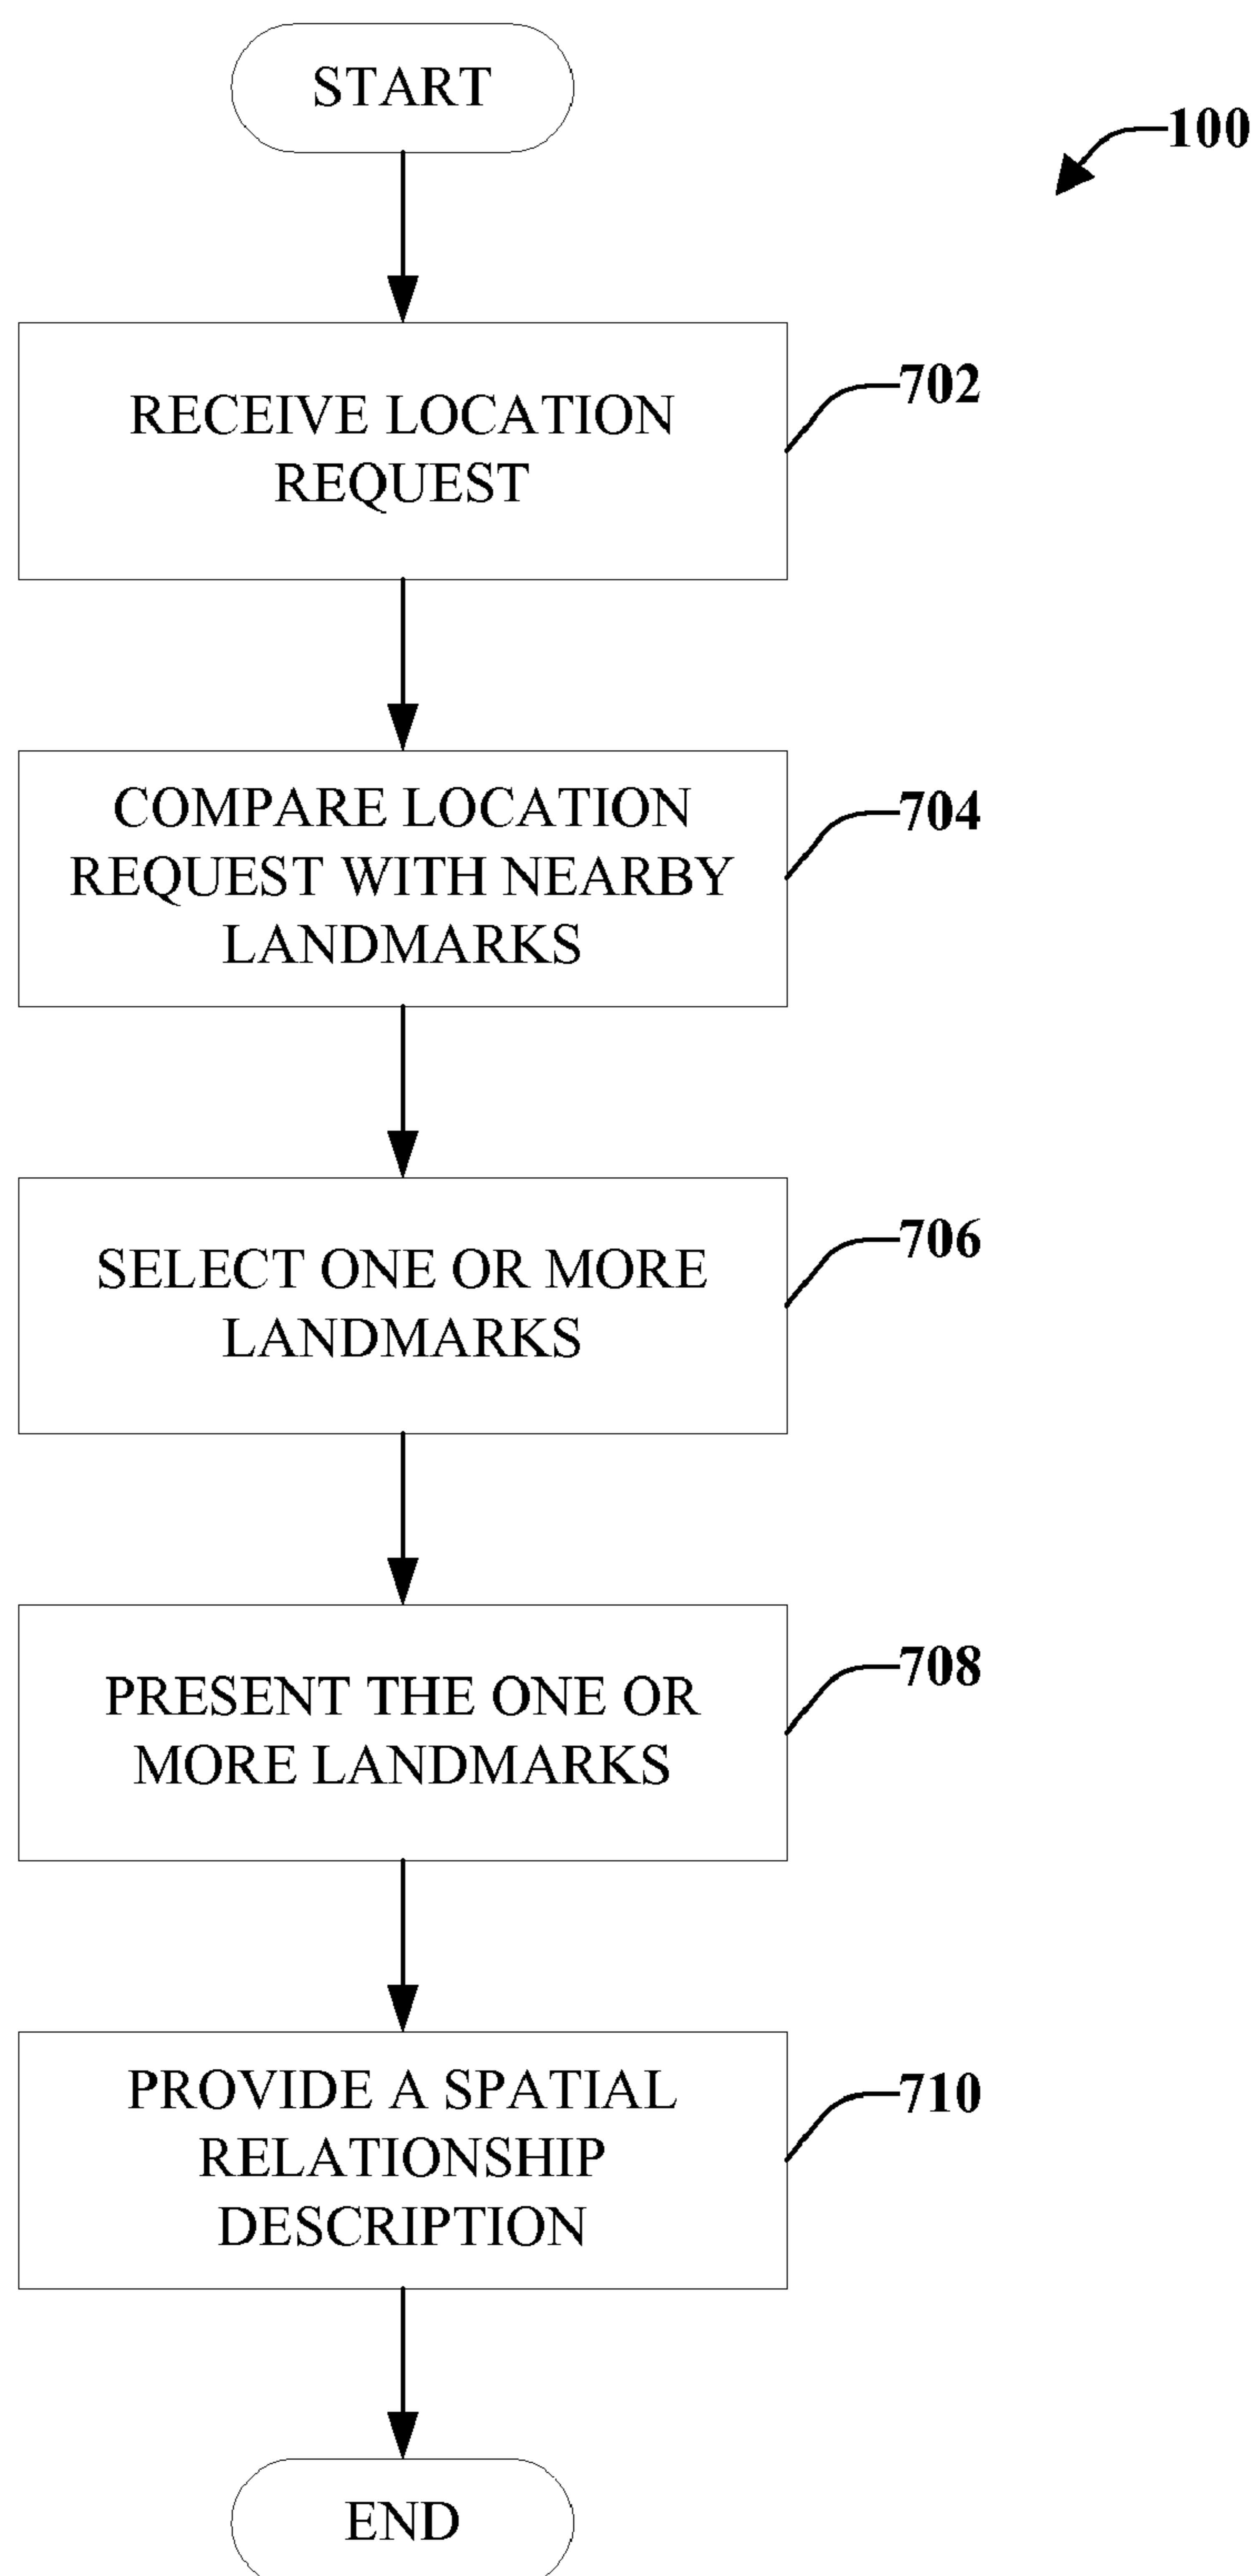 START
100
RECEIVE LOCATION
REQUEST
702
COMPARE LOCATION
REQUEST WITH NEARBY
LANDMARKS
704
SELECT ONE OR MORE
LANDMARKS
706
PRESENT THE ONE OR
MORE LANDMARKS
708
PROVIDE A SPATIAL
RELATIONSHIP
DESCRIPTION
710
END